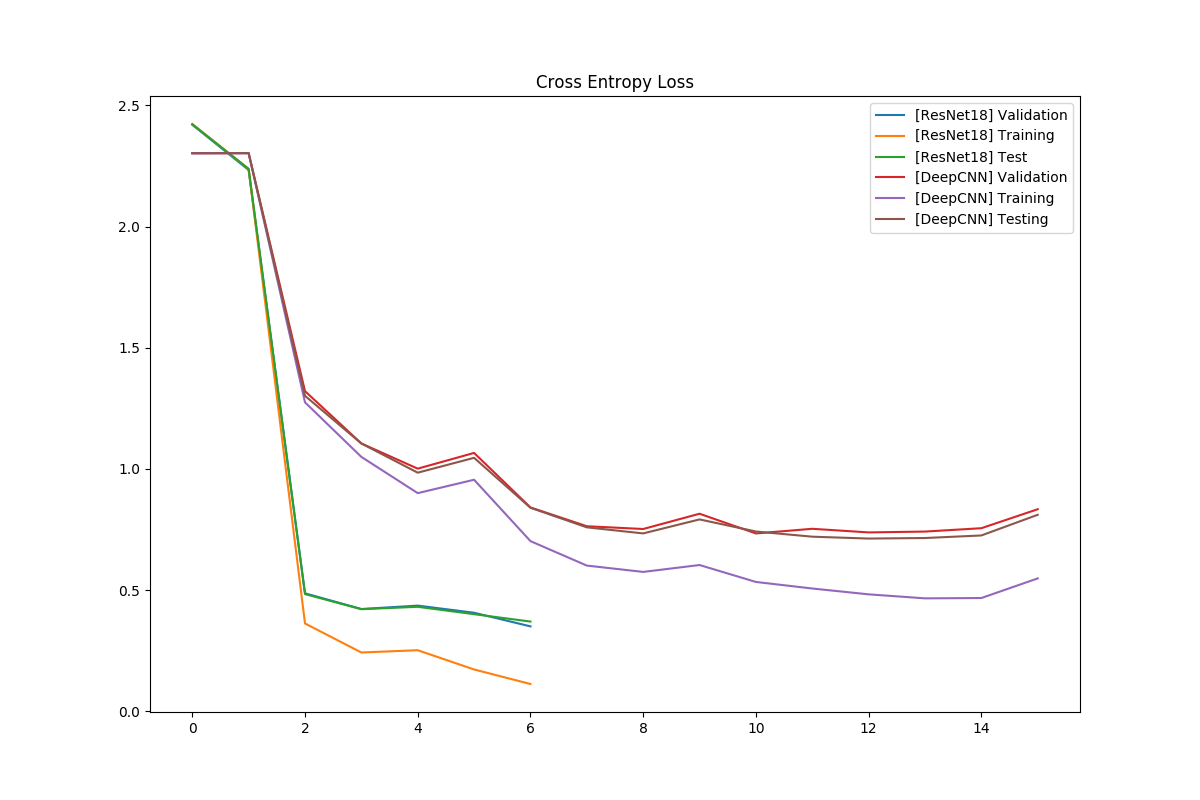 Cross Entropy Loss
2.5
2.0
1.5
1.0
0.5
0.0
[ResNet18] Validation
[ResNet18] Training
[ResNet18] Test
[DeepCNN] Validation
[DeepCNN] Training
[DeepCNN] Testing
0 2 4 6 8 10 12 14